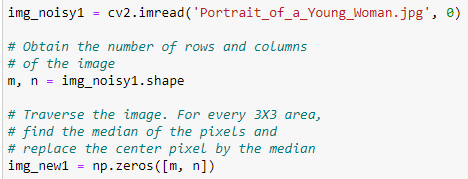 img_noisy1 = cv2.imread('Portrait_of_a_Young_Woman.jpg', 0)
# Obtain the number of rows and columns
# of the image
m, n = img_noisy1.shape
# Traverse the image. For every 3X3 area,
# find the median of the pixels and
# replace the center pixel by the median
img_new1 = np.zeros([m, n])